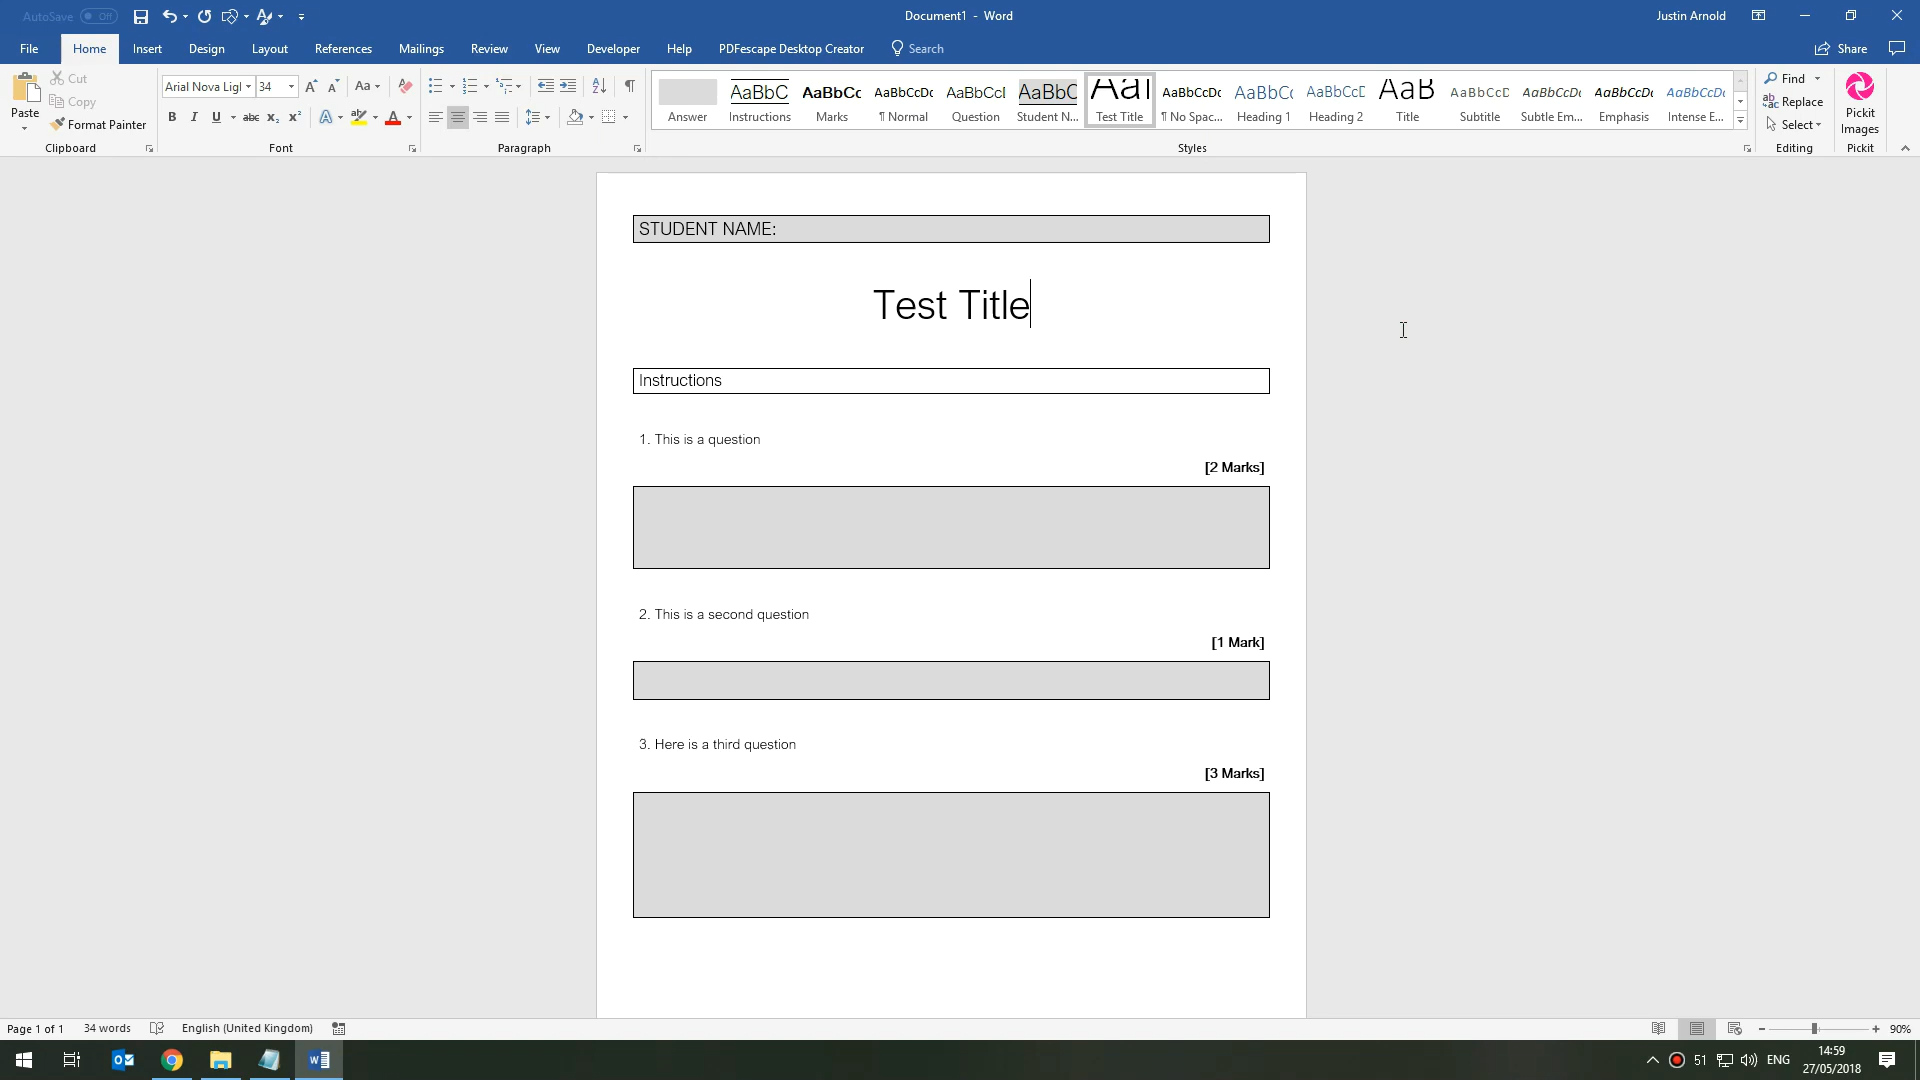 AutoSave Off
Document1 - Word
Justin Arnold
File Home Insert Design Layout References Mailings Review View Developer Help PDFescape Desktop Creator Search
Share
Paste
Cut
Copy
Format Painter
Clipboard
Arial Nova Ligl 34
Font
Paragraph
Answer
AaBbC Instructions
AaBbCc Marks
AaBbCcDc ¶ Normal
AaBbCcI Question
AaBbC Student N...
AaI Test Title
AaBbCcDc ¶ No Spac...
AaBbCc Heading 1
AaBbCcD Heading 2
AaB Title
AaBbCcD Subtitle
AaBbCcDc Subtle Em...
AaBbCcDc Emphasis
AaBbCcDc Intense E...
Styles
Find
Replace
Select
Editing
Pickit Images
Pickit
STUDENT NAME:
Test Title
Instructions
1. This is a question
[2 Marks]
2. This is a second question
[1 Mark]
3. Here is a third question
[3 Marks]
Page 1 of 1 34 words English (United Kingdom)
90%
51 ENG
14:59
27/05/2018